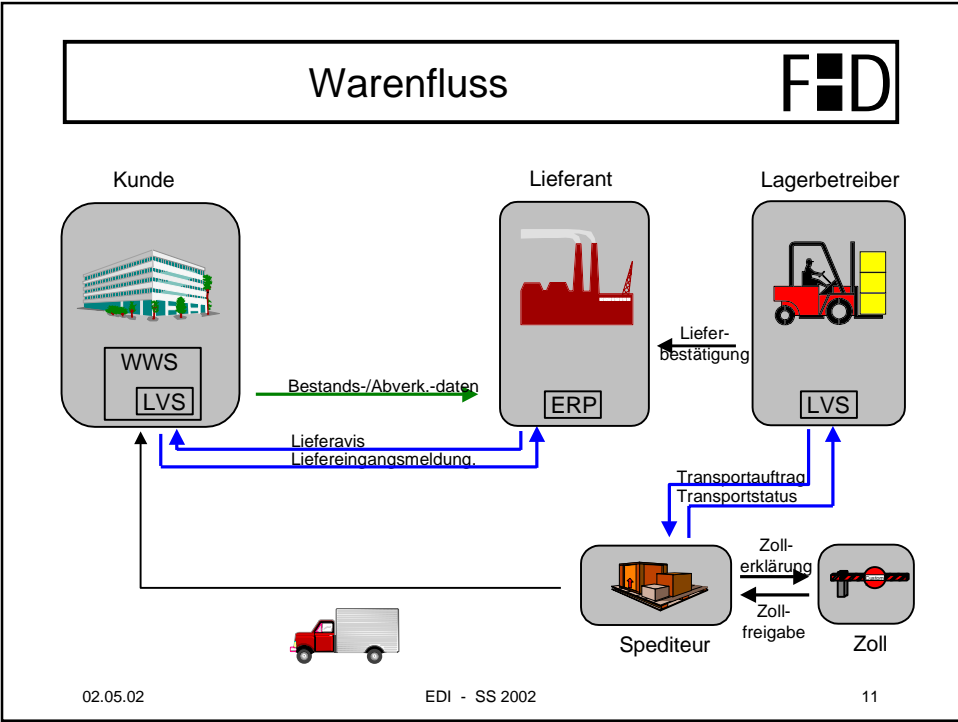 Warenfluss
F D
Kunde
Lieferant
Lagerbetreiber
WWS
LVS
Bestands-/Abverk.-daten
ERP
Liefer-
bestätigung
LVS
Lieferavis
Liefereingangsmeldung.
Transportauftrag
Transportstatus
Zoll-
erklärung
Custom
Zoll-
freigabe
Spediteur
Zoll
02.05.02
EDI - SS 2002
11